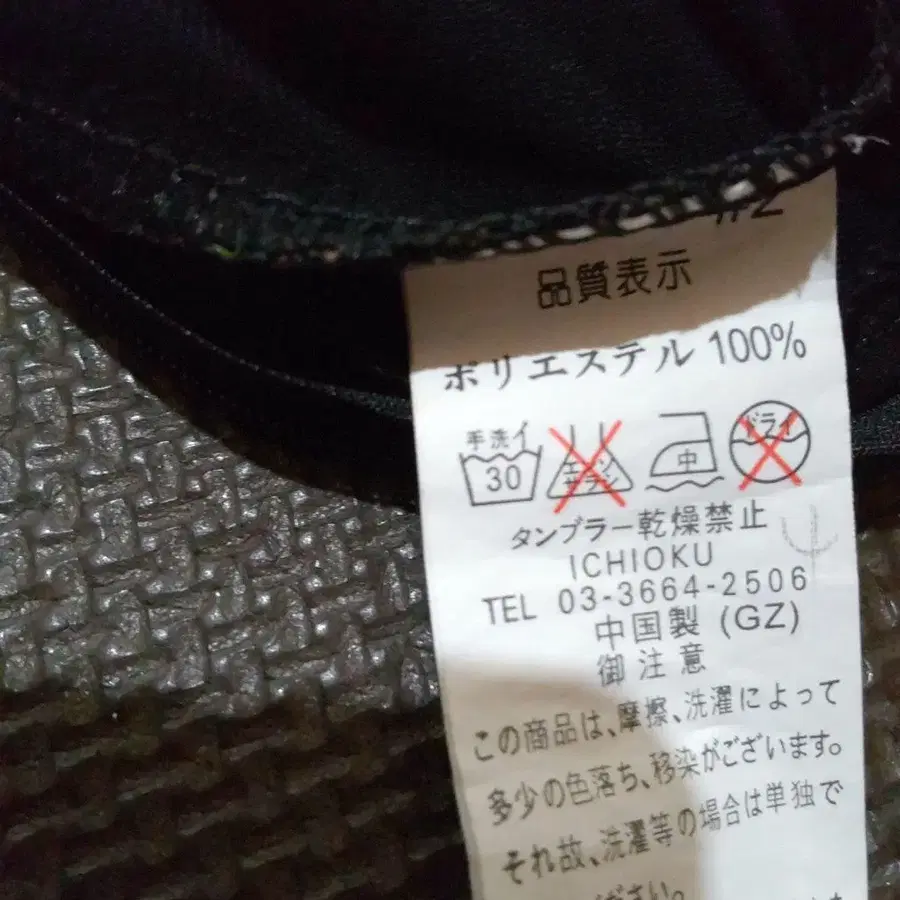 #2
品質表示
ポリエステル 100%
手洗イ 30 エンソ 中 ドライ
タンブラー乾燥禁止
ICHIOKU
TEL 03-3664-2506
中国製 (GZ)
御注意
この商品は、摩擦、洗濯によって
多少の色落ち、移染がございます。
それ故、洗濯等の場合は単独で
ださい。